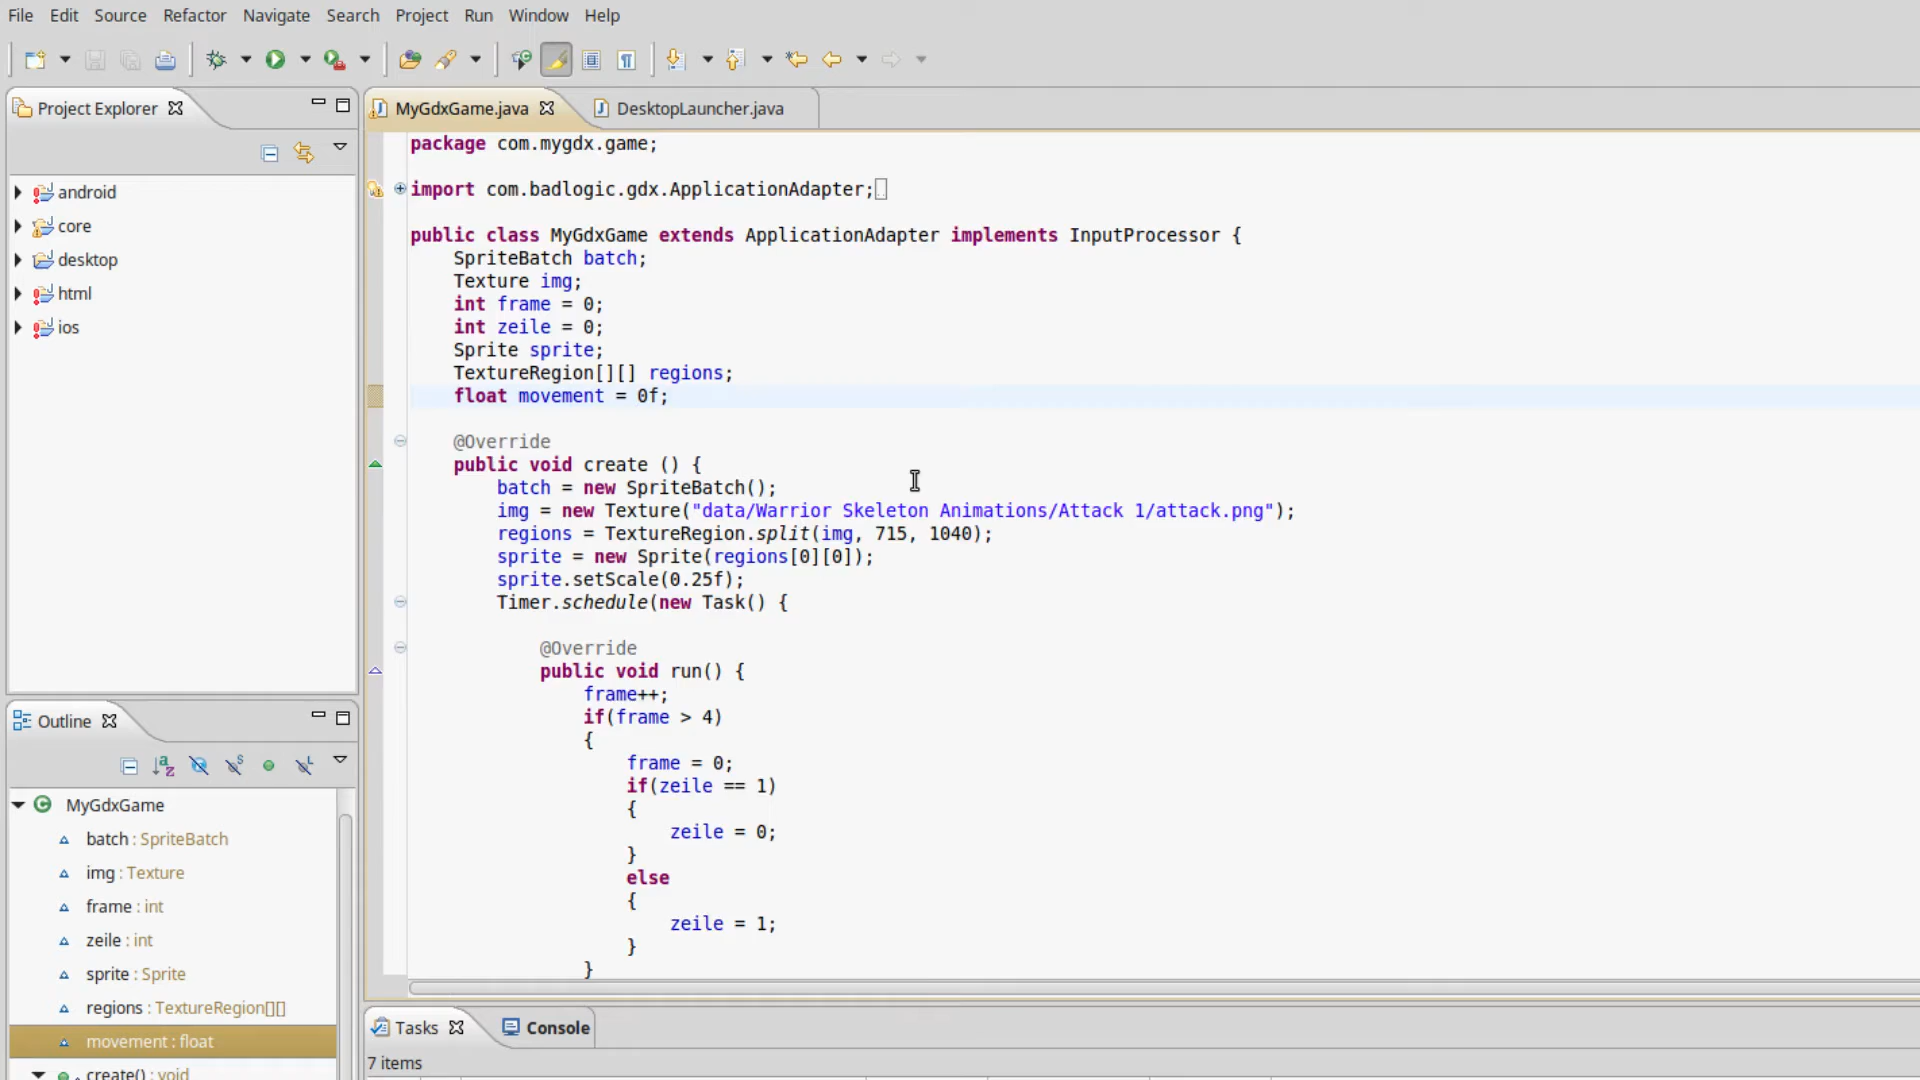 File Edit Source Refactor Navigate Search Project Run Window Help
Project Explorer
MyGdxGame.java
DesktopLauncher.java
android
core
desktop
html
ios
package com.mygdx.game;
import com.badlogic.gdx.ApplicationAdapter;
public class MyGdxGame extends ApplicationAdapter implements InputProcessor {
SpriteBatch batch;
Texture img;
int frame = 0;
int zeile = 0;
Sprite sprite;
TextureRegion[][] regions;
float movement = 0f;
@Override
public void create () {
batch = new SpriteBatch();
img = new Texture("data/Warrior Skeleton Animations/Attack 1/attack.png");
regions = TextureRegion.split(img, 715, 1040);
sprite = new Sprite(regions[0][0]);
sprite.setScale(0.25f);
Timer.schedule(new Task() {
@Override
public void run() {
frame++;
if(frame > 4)
{
frame = 0;
if(zeile == 1)
{
zeile = 0;
}
else
{
zeile = 1;
}
}
Outline
MyGdxGame
batch : SpriteBatch
img : Texture
frame : int
zeile : int
sprite : Sprite
regions : TextureRegion[][]
movement : float
create() : void
Tasks
Console
7 items